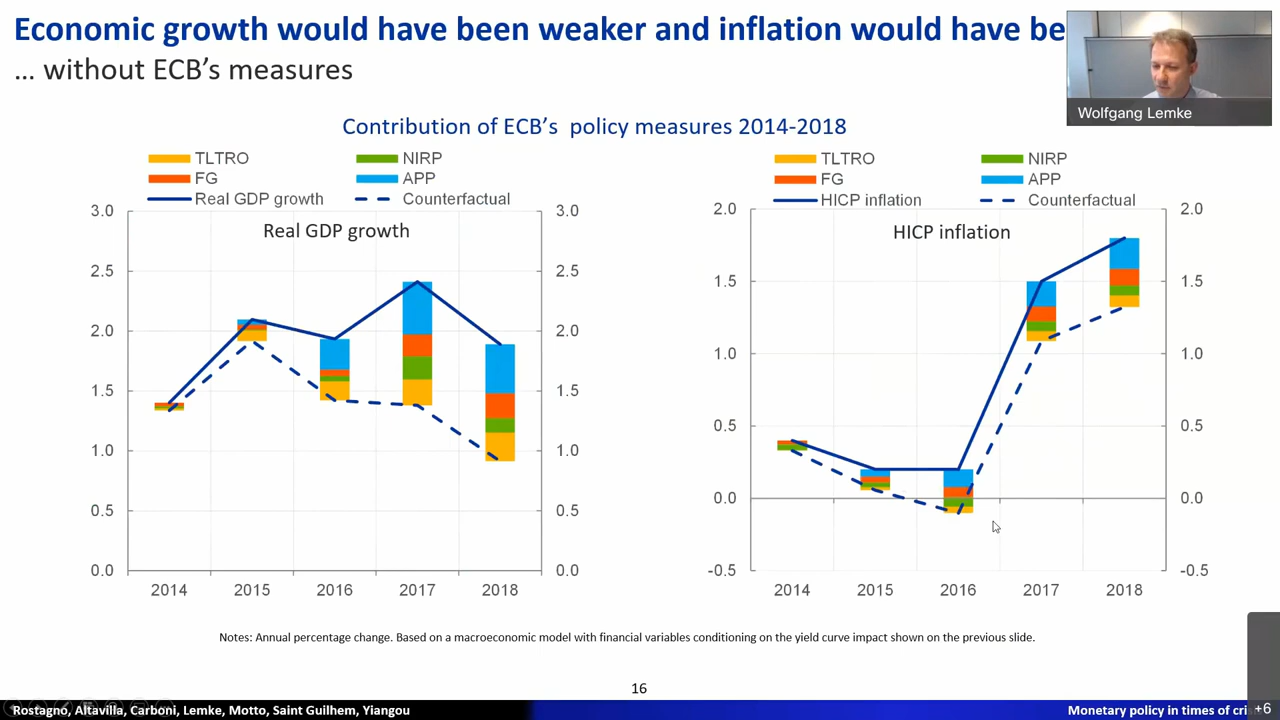 Economic growth would have been weaker and inflation would have be
… without ECB's measures
Wolfgang Lemke
Contribution of ECB's policy measures 2014-2018
TLTRO NIRP
FG APP
Real GDP growth Counterfactual
3.0 3.0
Real GDP growth
2.5 2.5
2.0 2.0
1.5 1.5
1.0 1.0
0.5 0.5
0.0 0.0
2014 2015 2016 2017 2018
TLTRO NIRP
FG APP
HICP inflation Counterfactual
2.0 2.0
HICP inflation
1.5 1.5
1.0 1.0
0.5 0.5
0.0 0.0
-0.5 -0.5
2014 2015 2016 2017 2018
Notes: Annual percentage change. Based on a macroeconomic model with financial variables conditioning on the yield curve impact shown on the previous slide.
16
Rostagno, Altavilla, Carboni, Lemke, Motto, Saint Guilhem, Yiangou
Monetary policy in times of cri
+6